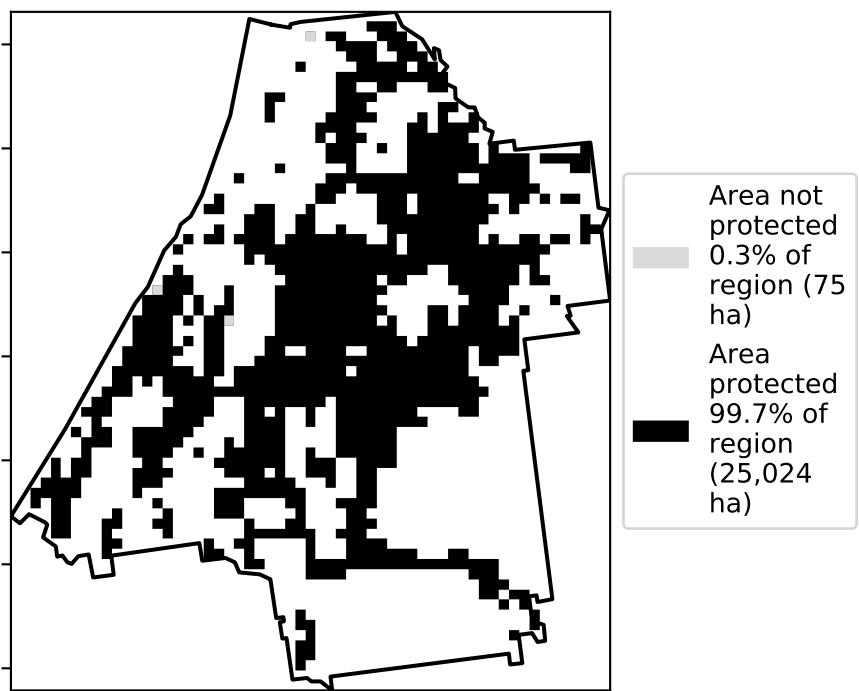 Area not
protected
0.3% of
region (75
ha)
Area
protected
99.7% of
region
(25,024
ha)